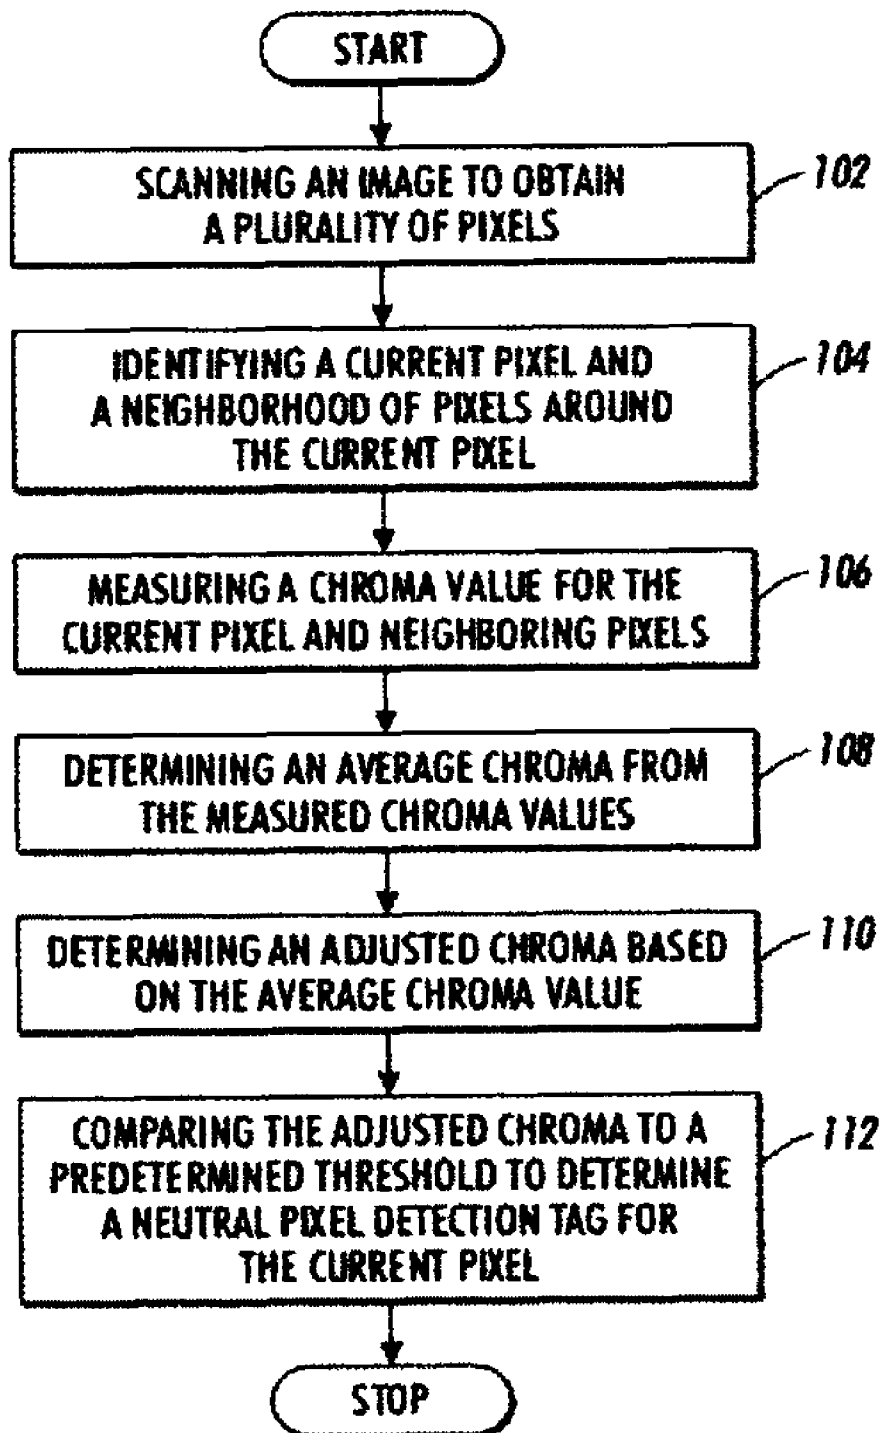 START
SCANNING AN IMAGE TO OBTAIN
A PLURALITY OF PIXELS
102
IDENTIFYING A CURRENT PIXEL AND
A NEIGHBORHOOD OF PIXELS AROUND
THE CURRENT PIXEL
104
MEASURING A CHROMA VALUE FOR THE
CURRENT PIXEL AND NEIGHBORING PIXELS
106
DETERMINING AN AVERAGE CHROMA FROM
THE MEASURED CHROMA VALUES
108
DETERMINING AN ADJUSTED CHROMA BASED
ON THE AVERAGE CHROMA VALUE
110
COMPARING THE ADJUSTED CHROMA TO A
PREDETERMINED THRESHOLD TO DETERMINE
A NEUTRAL PIXEL DETECTION TAG FOR
THE CURRENT PIXEL
112
STOP